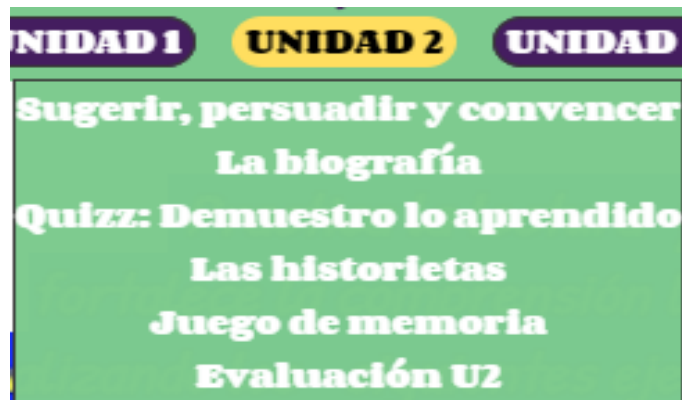 UNIDAD 1 UNIDAD 2 UNIDAD
Sugerir, persuadir y convencer
La biografía
Quizz: Demuestro lo aprendido
Las historietas
Juego de memoria
Evaluación U2